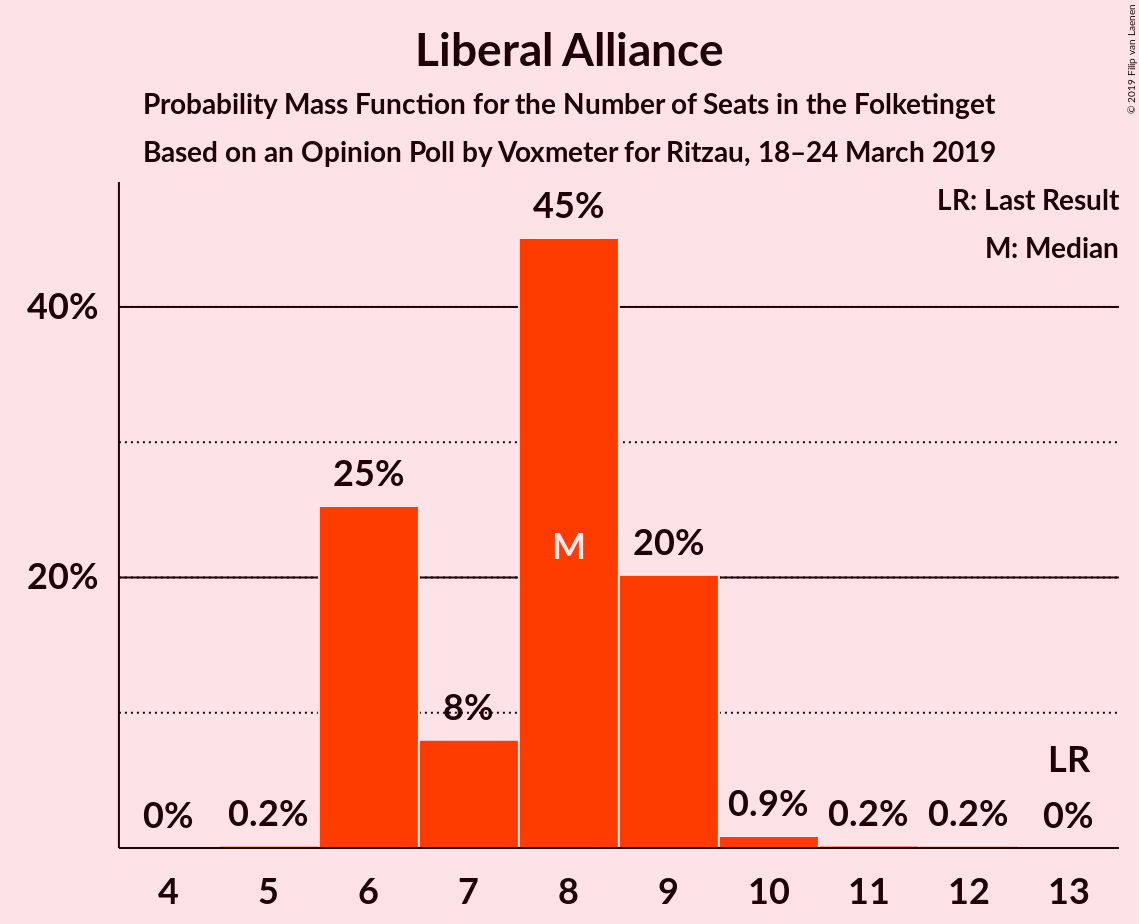 Liberal Alliance
Probability Mass Function for the Number of Seats in the Folketinget
Based on an Opinion Poll by Voxmeter for Ritzau, 18–24 March 2019
© 2019 Filip van Laenen
LR: Last Result
M: Median
40%
20%
0%
0.2%
25%
8%
45%
M
20%
0.9%
0.2%
0.2%
LR
0%
4 5 6 7 8 9 10 11 12 13